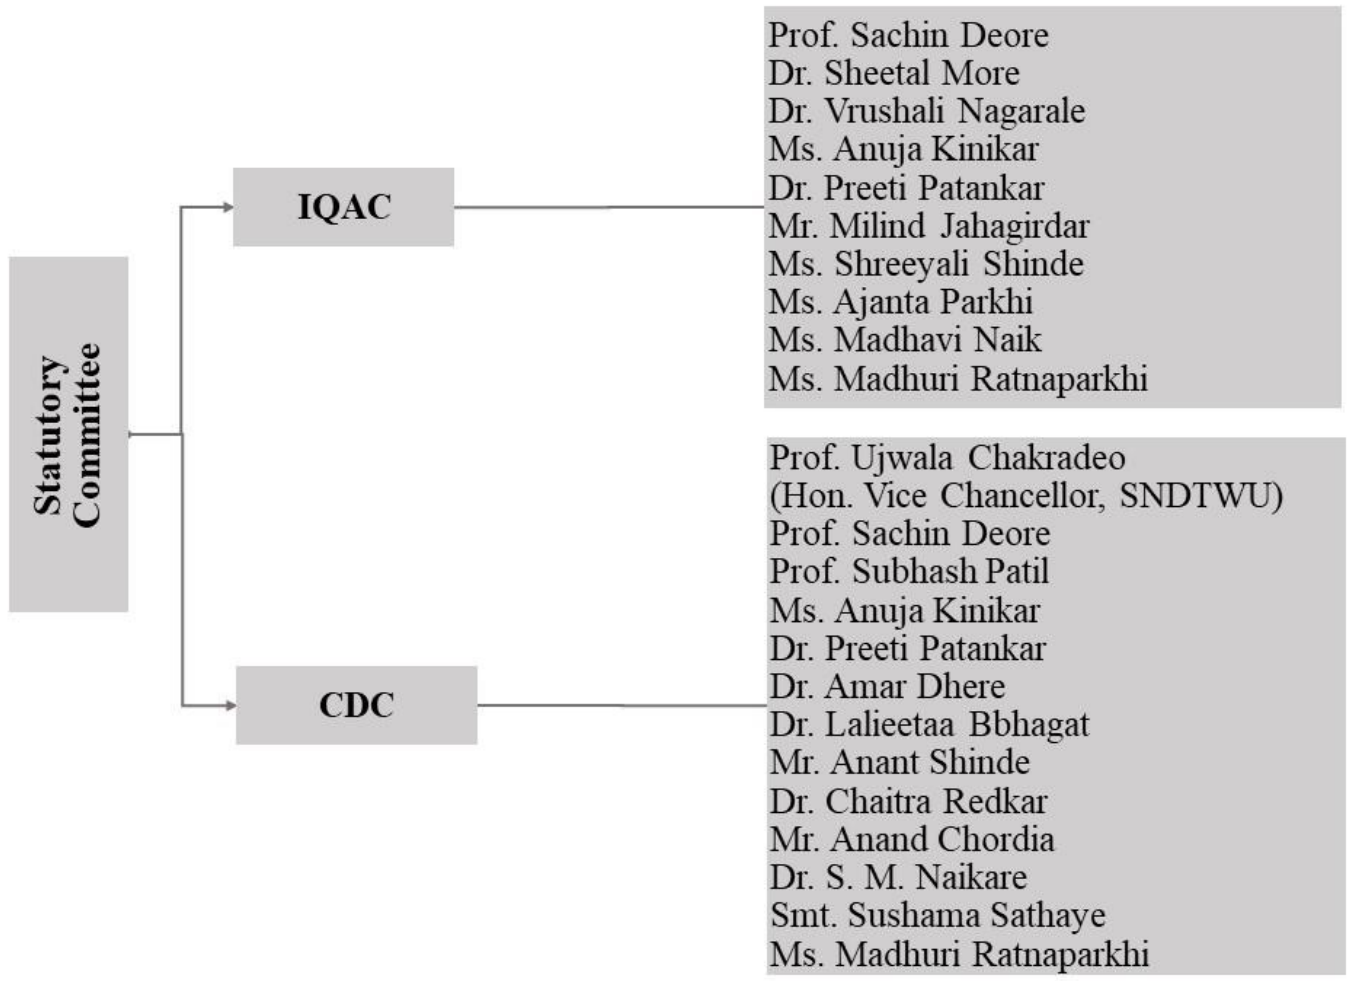 Statutory
Committee
IQAC
Prof. Sachin Deore
Dr. Sheetal More
Dr. Vrushali Nagarale
Ms. Anuja Kinikar
Dr. Preeti Patankar
Mr. Milind Jahagirdar
Ms. Shreeyali Shinde
Ms. Ajanta Parkhi
Ms. Madhavi Naik
Ms. Madhuri Ratnaparkhi
CDC
Prof. Ujwala Chakradeo
(Hon. Vice Chancellor, SNDTWU)
Prof. Sachin Deore
Prof. Subhash Patil
Ms. Anuja Kinikar
Dr. Preeti Patankar
Dr. Amar Dhere
Dr. Lalieetaa Bbhagat
Mr. Anant Shinde
Dr. Chaitra Redkar
Mr. Anand Chordia
Dr. S. M. Naikare
Smt. Sushama Sathaye
Ms. Madhuri Ratnaparkhi